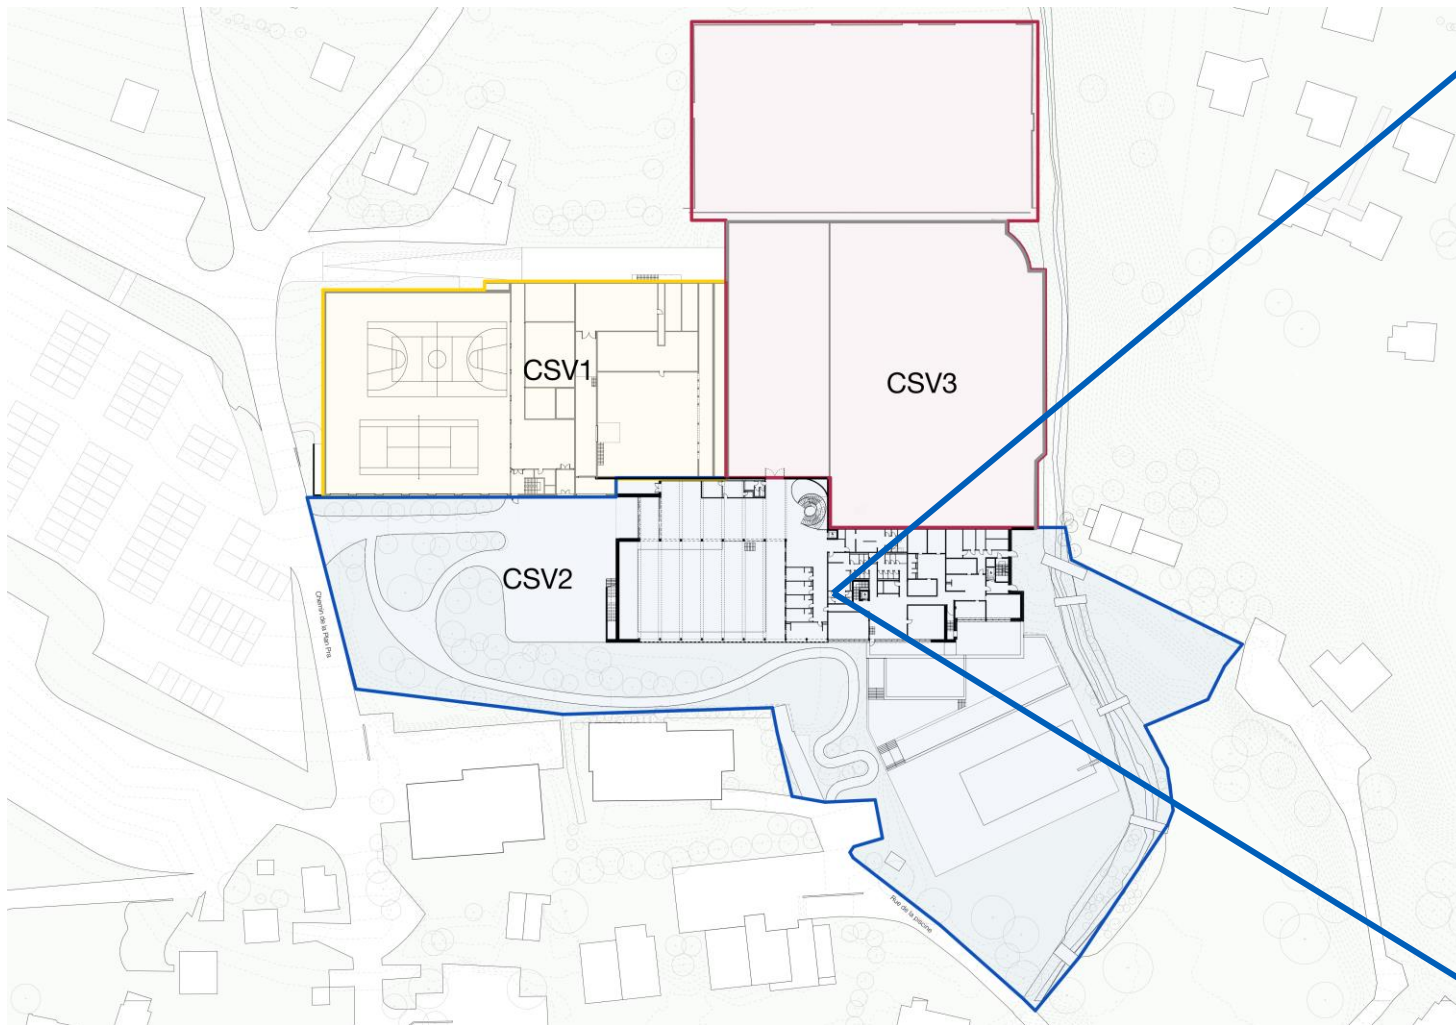 CSV1
CSV3
CSV2
Chemin de la Plan Pra
Rue de la piscine